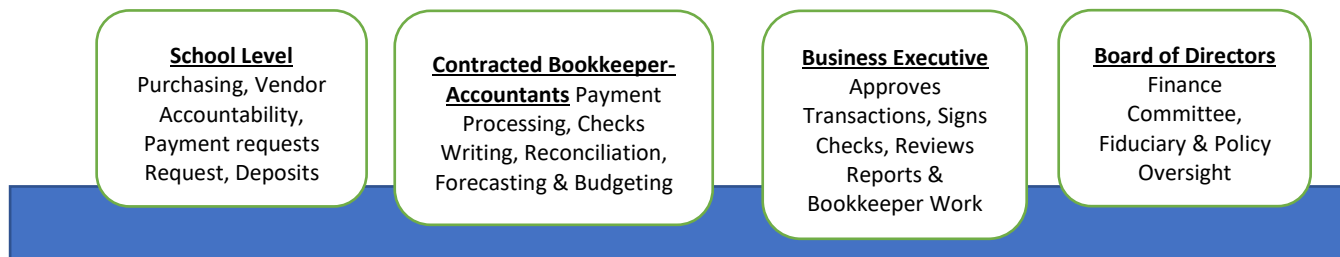 School Level
Purchasing, Vendor
Accountability,
Payment requests
Request, Deposits
Contracted Bookkeeper-
Accountants Payment
Processing, Checks
Writing, Reconciliation,
Forecasting & Budgeting
Business Executive
Approves
Transactions, Signs
Checks, Reviews
Reports &
Bookkeeper Work
Board of Directors
Finance
Committee,
Fiduciary & Policy
Oversight